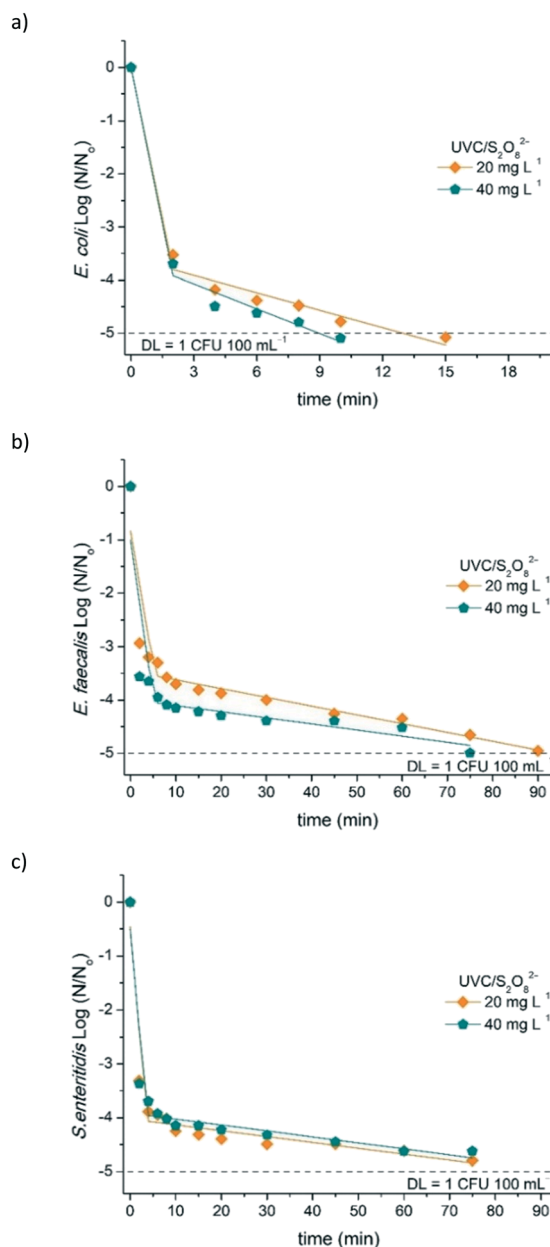 a)
0
-1
-2
-3
-4
-5
E. coli Log (N/N₀)
UVC/S₂O₈²⁻
20 mg L⁻¹
40 mg L⁻¹
DL = 1 CFU 100 mL⁻¹
0 3 6 9 12 15 18
time (min)
b)
0
-1
-2
-3
-4
-5
E. faecalis Log (N/N₀)
UVC/S₂O₈²⁻
20 mg L⁻¹
40 mg L⁻¹
DL = 1 CFU 100 mL⁻
0 10 20 30 40 50 60 70 80 90
time (min)
c)
0
-1
-2
-3
-4
-5
S.enteritidis Log (N/N₀)
UVC/S₂O₈²⁻
20 mg L⁻¹
40 mg L⁻¹
DL = 1 CFU 100 mL⁻
0 10 20 30 40 50 60 70 80 90
time (min)